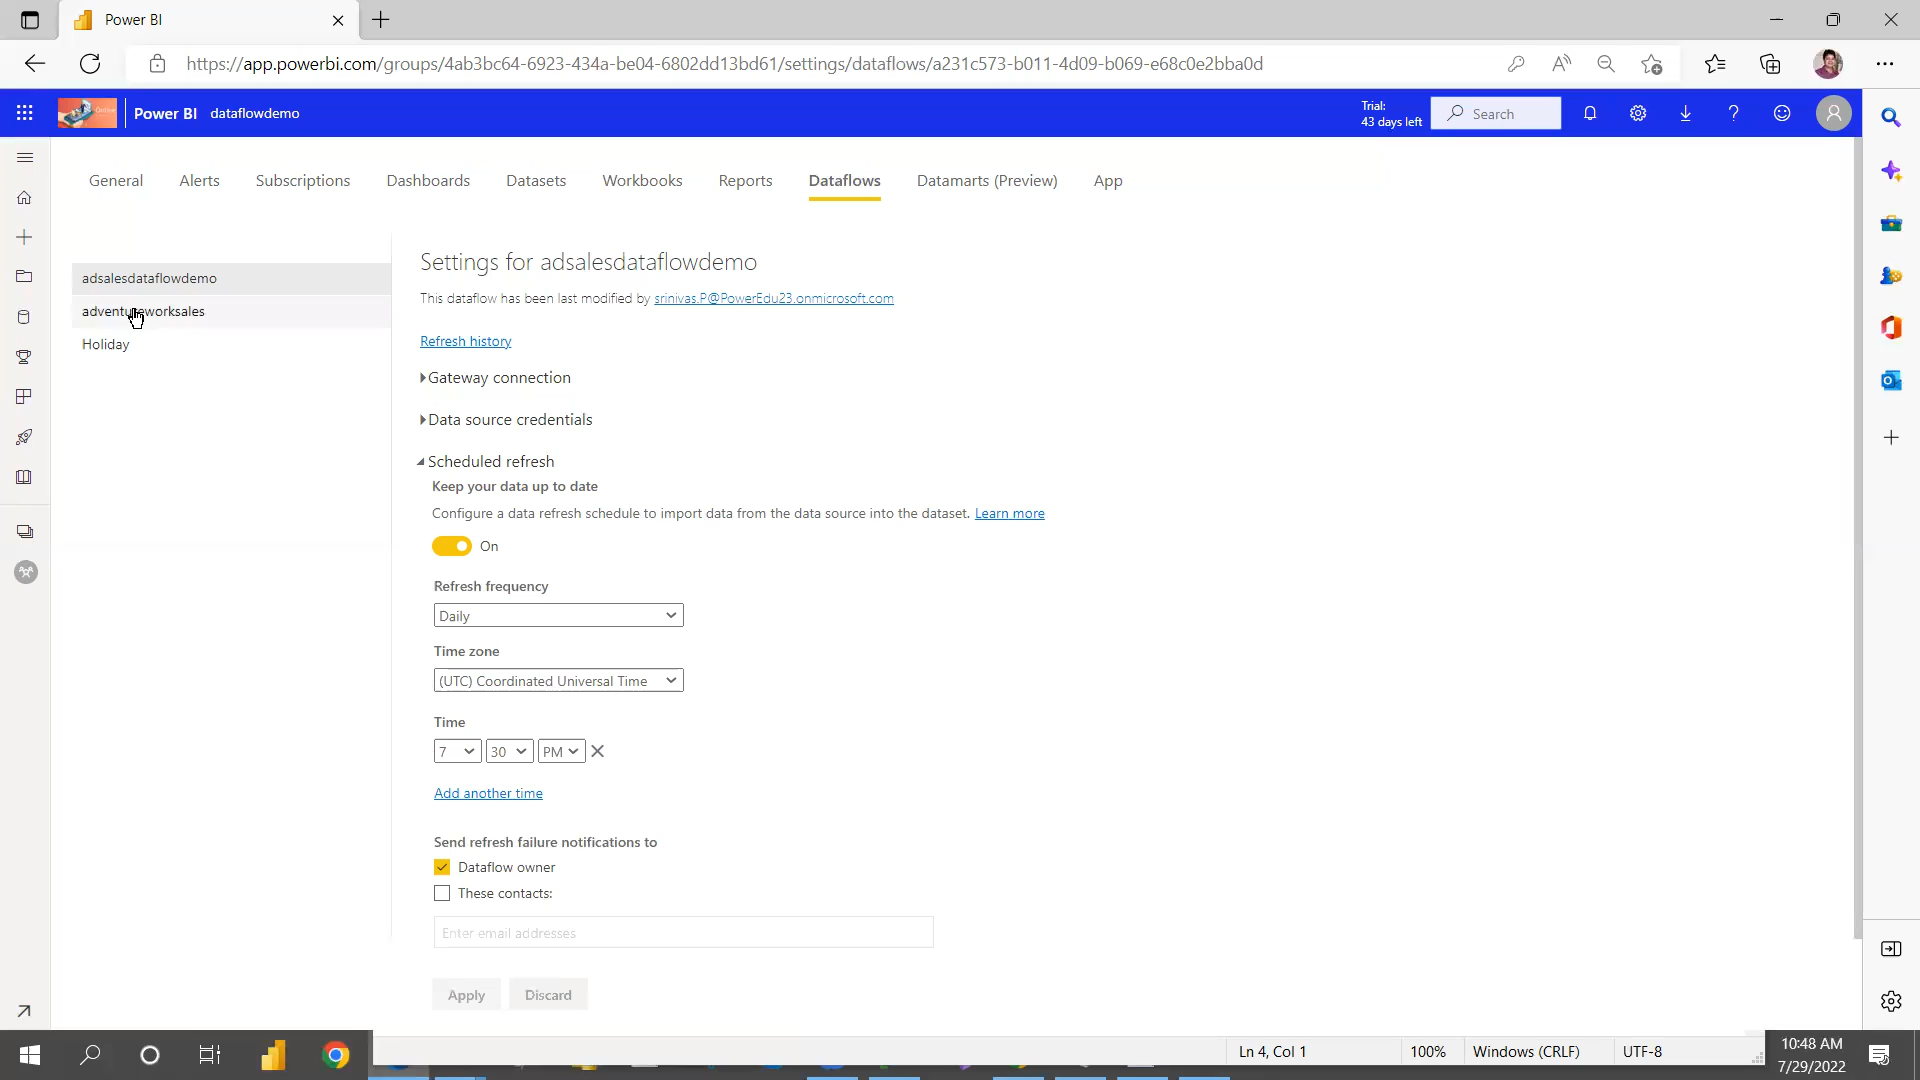 Power BI
https://app.powerbi.com/groups/4ab3bc64-6923-434a-be04-6802dd13bd61/settings/dataflows/a231c573-b011-4d09-b069-e68c0e2bba0d
Power BI dataflowdemo
Trial:
43 days left
Search
General Alerts Subscriptions Dashboards Datasets Workbooks Reports Dataflows Datamarts (Preview) App
adsalesdataflowdemo
adventureworksales
Holiday
Settings for adsalesdataflowdemo
This dataflow has been last modified by srinivas.P@PowerEdu23.onmicrosoft.com
Refresh history
Gateway connection
Data source credentials
Scheduled refresh
Keep your data up to date
Configure a data refresh schedule to import data from the data source into the dataset. Learn more
On
Refresh frequency
Daily
Time zone
(UTC) Coordinated Universal Time
Time
7 30 PM
Add another time
Send refresh failure notifications to
Dataflow owner
These contacts:
Enter email addresses
Apply Discard
Ln 4, Col 1 100% Windows (CRLF) UTF-8
10:48 AM
7/29/2022